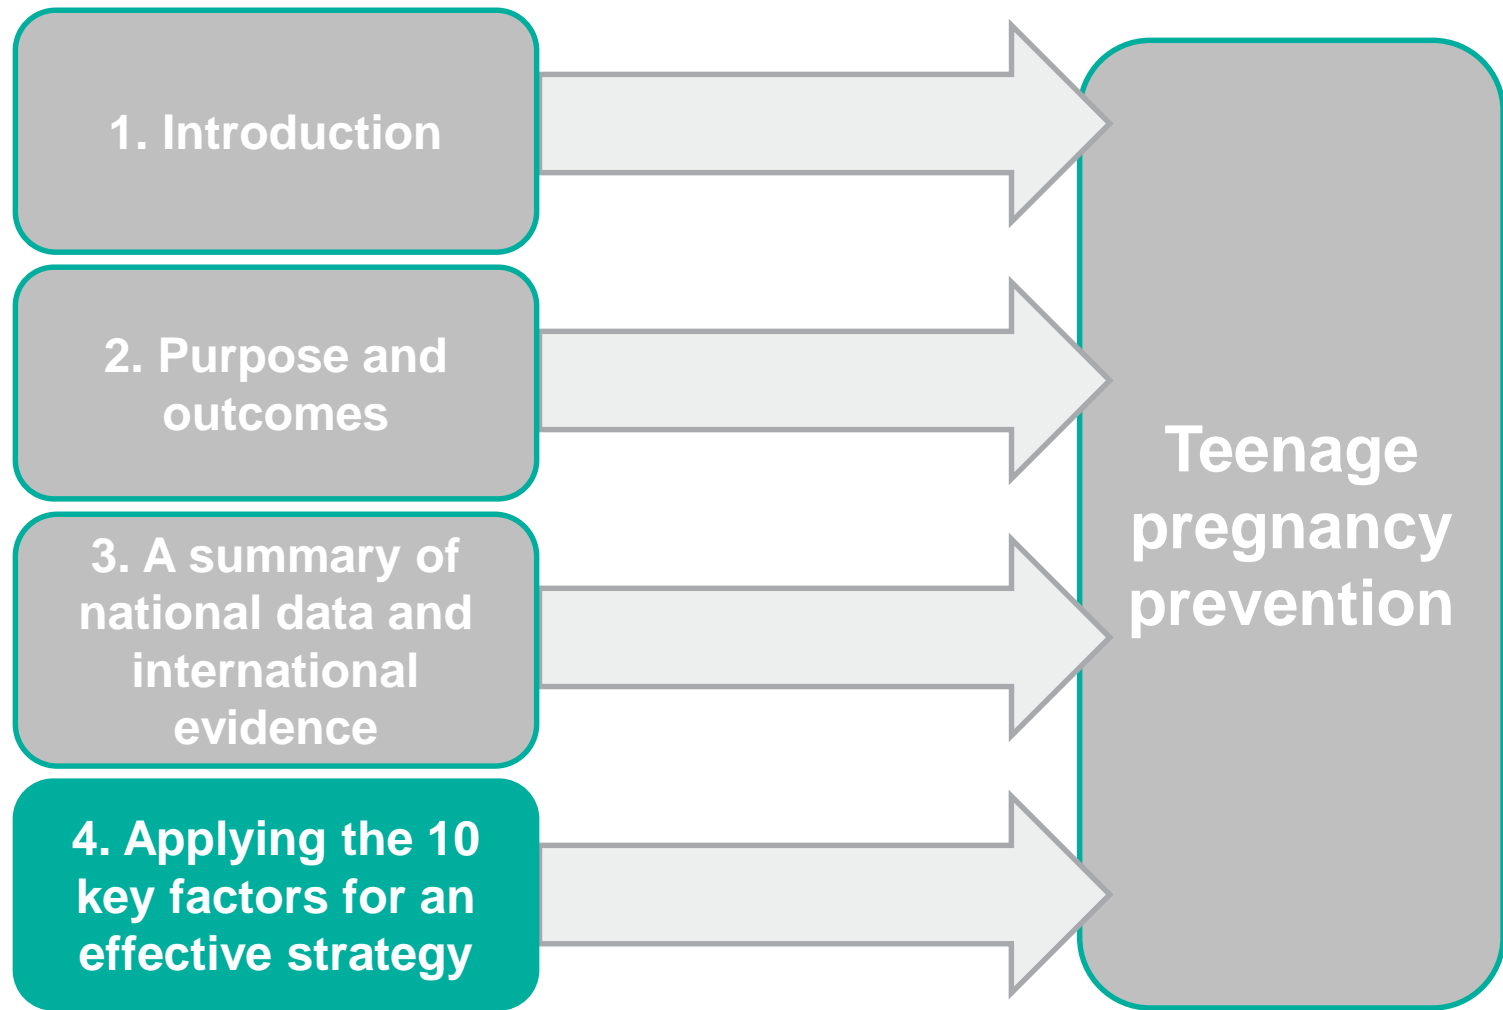 1. Introduction
2. Purpose and
outcomes
3. A summary of
national data and
international
evidence
4. Applying the 10
key factors for an
effective strategy
Teenage
pregnancy
prevention